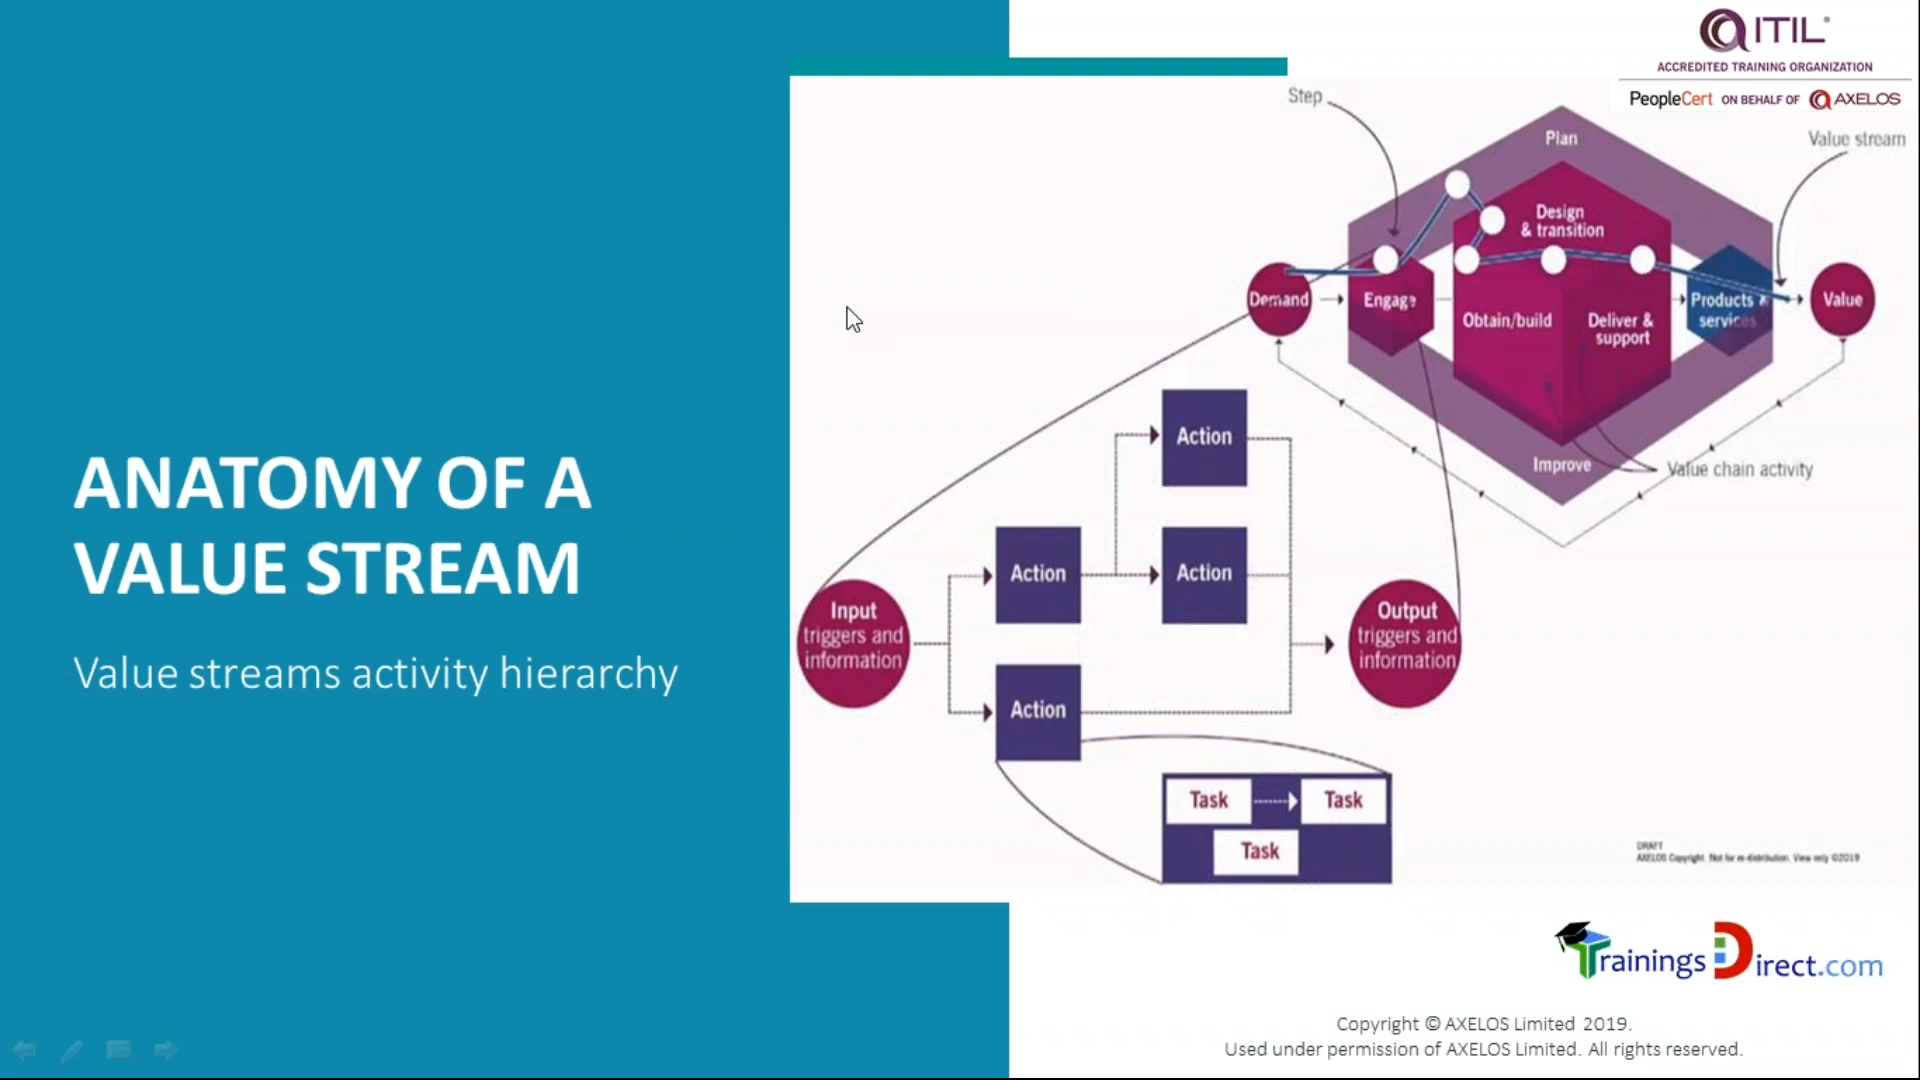 ANATOMY OF A
VALUE STREAM
Value streams activity hierarchy
ITIL®
ACCREDITED TRAINING ORGANIZATION
PeopleCert ON BEHALF OF AXELOS
Step
Value stream
Plan
Design
& transition
Demand
Engage
Obtain/build
Deliver &
support
Products &
services
Value
Improve
Value chain activity
Action
Action
Action
Action
Input
triggers and
information
Output
triggers and
information
Task
Task
Task
DRAFT
AXELOS Copyright. Not for re-distribution. View only ©2019
TrainingsDirect.com
Copyright © AXELOS Limited 2019.
Used under permission of AXELOS Limited. All rights reserved.